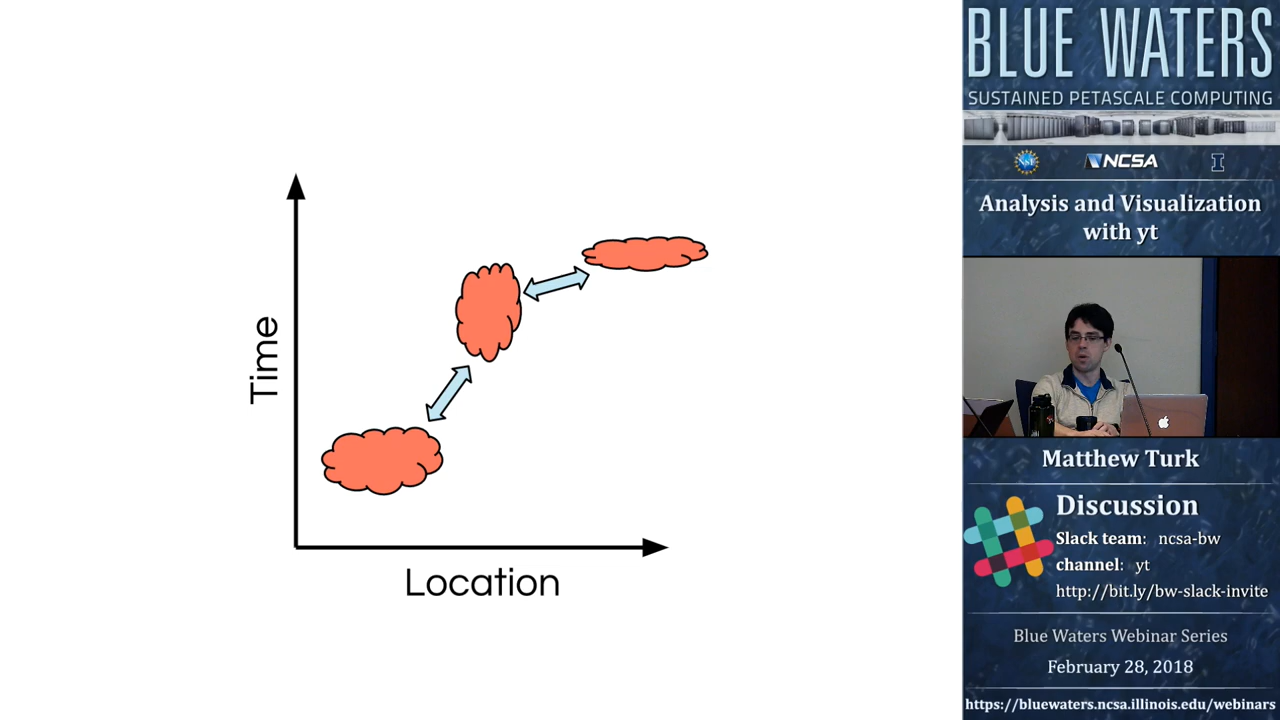 Time
Location
BLUE WATERS
SUSTAINED PETASCALE COMPUTING
NSF
NCSA
I
Analysis and Visualization
with yt
Matthew Turk
Discussion
Slack team: ncsa-bw
channel: yt
http://bit.ly/bw-slack-invite
Blue Waters Webinar Series
February 28, 2018
https://bluewaters.ncsa.illinois.edu/webinars